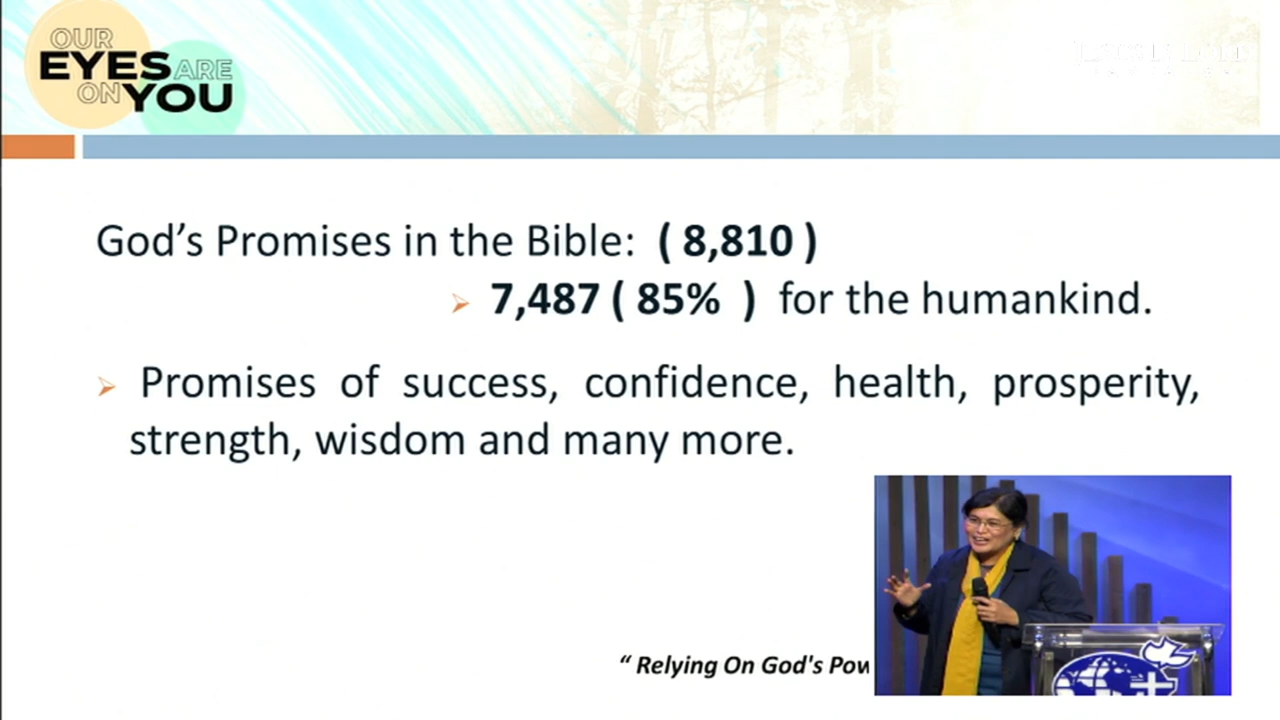 OUR
EYES ARE
ON YOU
God's Promises in the Bible: ( 8,810 )
7,487 ( 85% ) for the humankind.
Promises of success, confidence, health, prosperity,
strength, wisdom and many more.
“ Relying On God's Pow